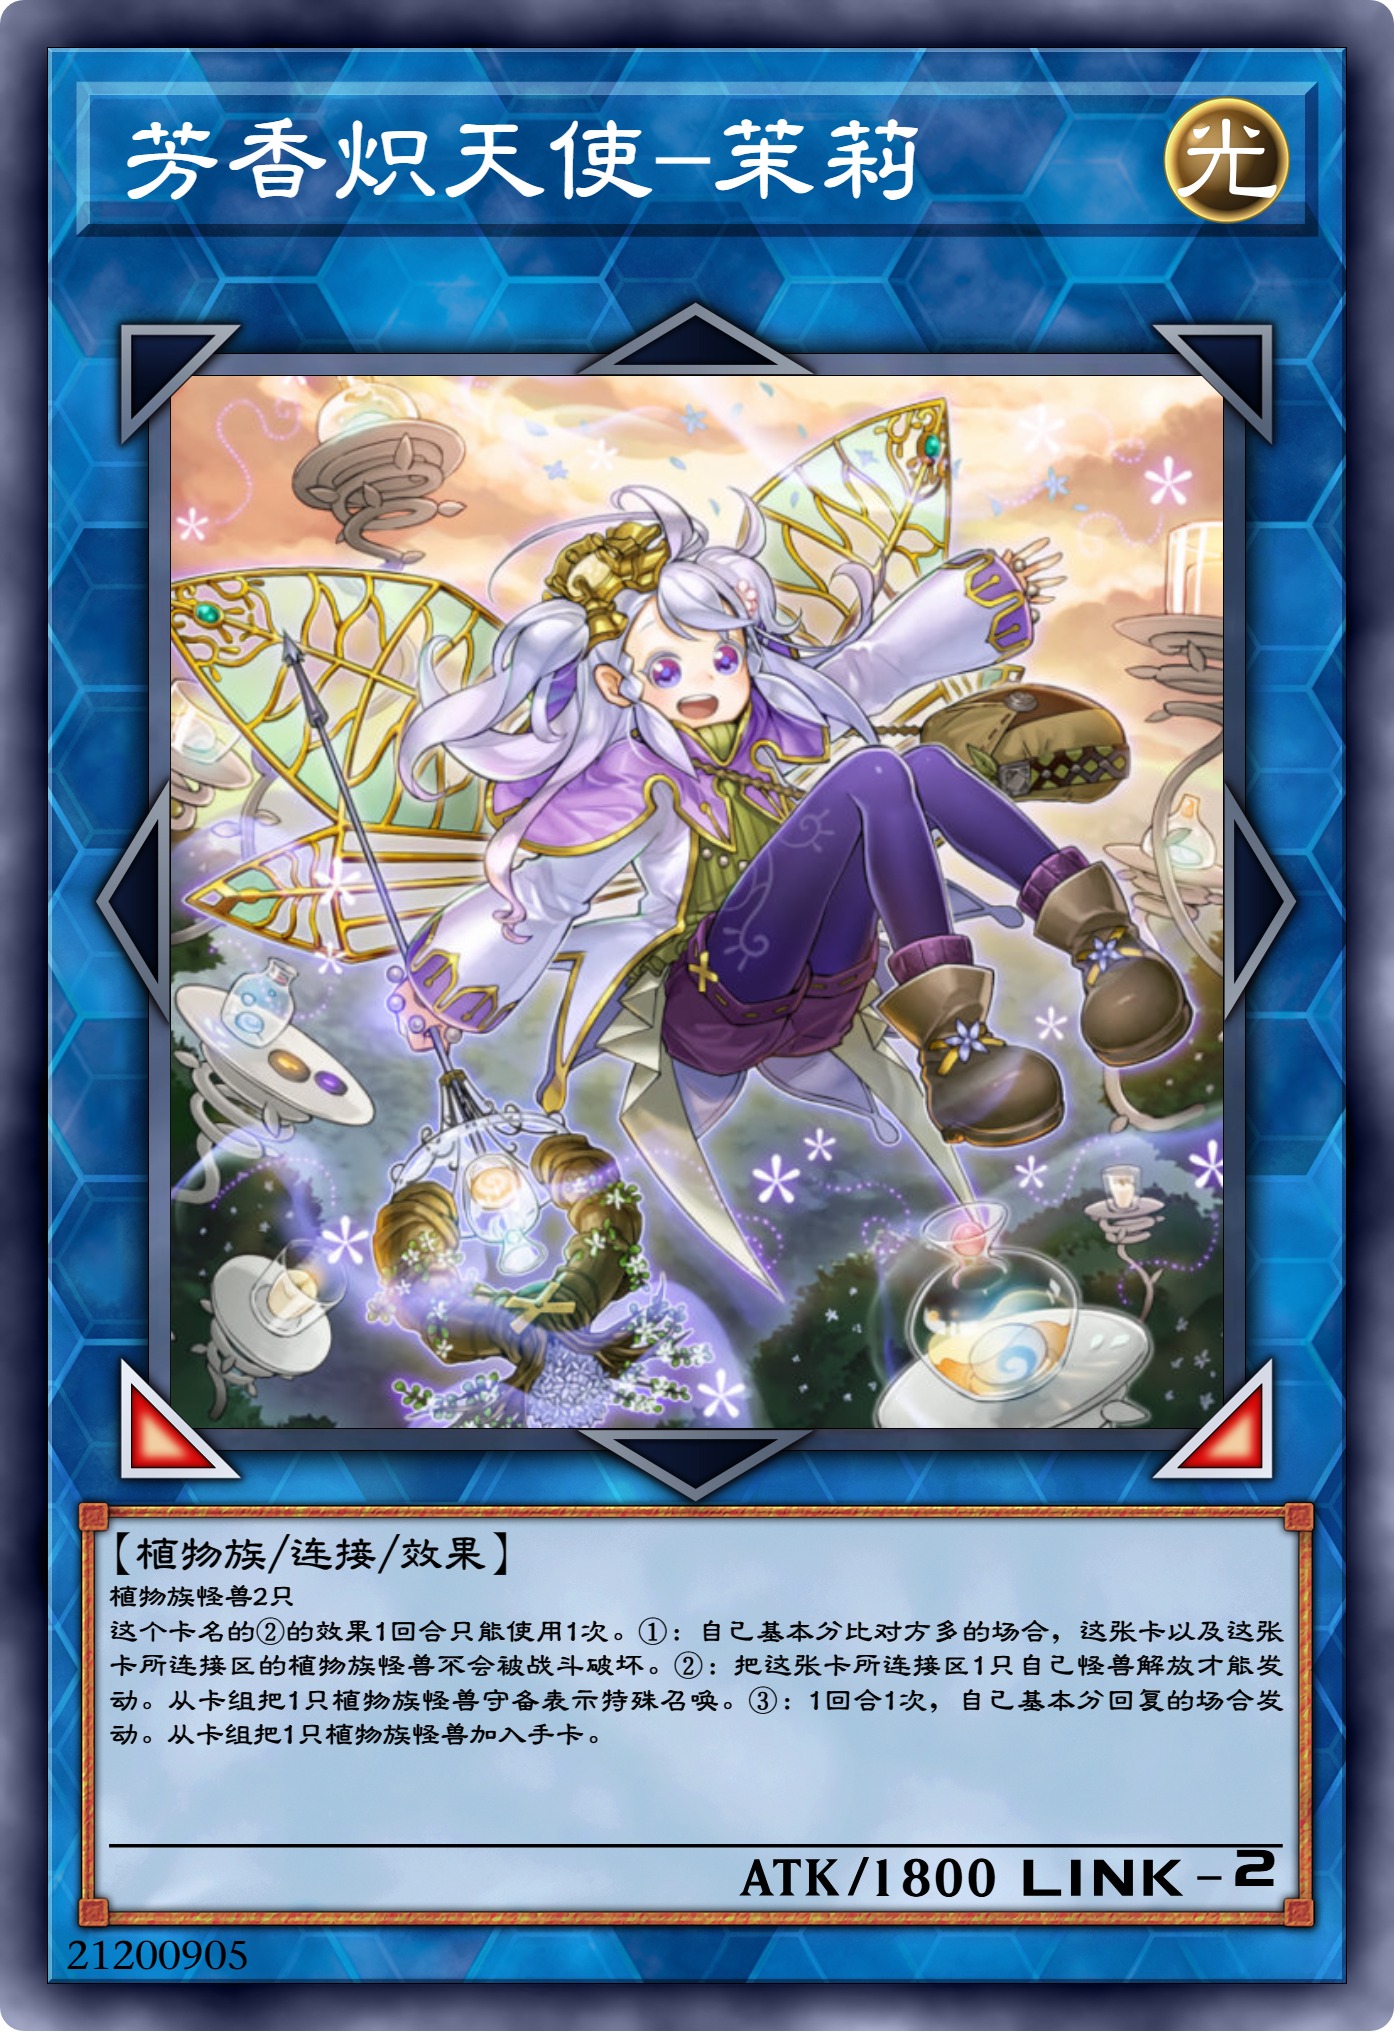 芳香炽天使-茉莉
光
【植物族/连接/效果】
植物族怪兽2只
这个卡名的②的效果1回合只能使用1次。①：自己基本分比对方多的场合，这张卡以及这张
卡所连接区的植物族怪兽不会被战斗破坏。②：把这张卡所连接区1只自己怪兽解放才能发
动。从卡组把1只植物族怪兽守备表示特殊召唤。③：1回合1次，自己基本分回复的场合发
动。从卡组把1只植物族怪兽加入手卡。
ATK/1800 LINK-2
21200905